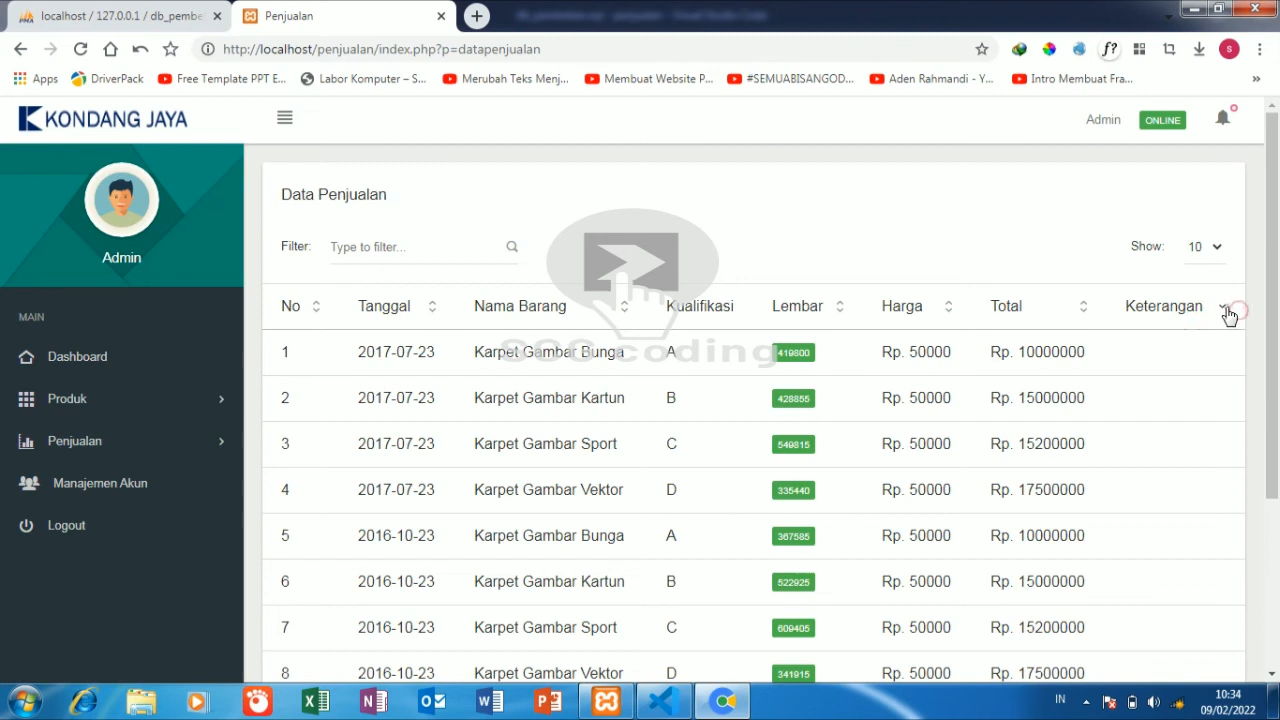 localhost / 127.0.0.1 / db_pembe
Penjualan
http://localhost/penjualan/index.php?p=datapenjualan
f?
S
Apps
DriverPack
Free Template PPT E...
Labor Komputer – S...
Merubah Teks Menj...
Membuat Website P...
#SEMUABISANGOD...
Aden Rahmandi - Y...
Intro Membuat Fra...
»
KONDANG JAYA
Admin
ONLINE
Admin
MAIN
Dashboard
Produk
Penjualan
Manajemen Akun
Logout
Data Penjualan
Filter: Type to filter...
Show: 10
888 coding
No Tanggal Nama Barang Kualifikasi Lembar Harga Total Keterangan
1 2017-07-23 Karpet Gambar Bunga A 419800 Rp. 50000 Rp. 10000000
2 2017-07-23 Karpet Gambar Kartun B 428855 Rp. 50000 Rp. 15000000
3 2017-07-23 Karpet Gambar Sport C 549815 Rp. 50000 Rp. 15200000
4 2017-07-23 Karpet Gambar Vektor D 335440 Rp. 50000 Rp. 17500000
5 2016-10-23 Karpet Gambar Bunga A 367585 Rp. 50000 Rp. 10000000
6 2016-10-23 Karpet Gambar Kartun B 522925 Rp. 50000 Rp. 15000000
7 2016-10-23 Karpet Gambar Sport C 609405 Rp. 50000 Rp. 15200000
8 2016-10-23 Karpet Gambar Vektor D 341915 Rp. 50000 Rp. 17500000
IN
10:34
09/02/2022